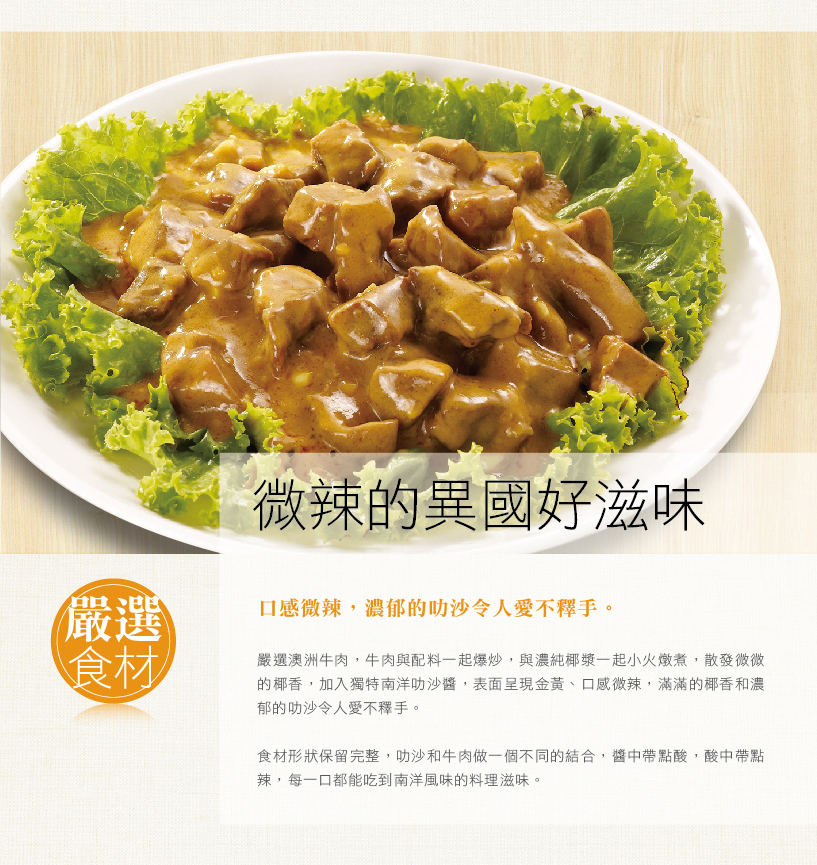 微辣的異國好滋味
嚴選
食材
口感微辣，濃郁的叻沙令人愛不釋手。
嚴選澳洲牛肉，牛肉與配料一起爆炒，與濃純椰漿一起小火燉煮，散發微微
的椰香，加入獨特南洋叻沙醬，表面呈現金黃、口感微辣，滿滿的椰香和濃
郁的叻沙令人愛不釋手。
食材形狀保留完整，叻沙和牛肉做一個不同的結合，醬中帶點酸，酸中帶點
辣，每一口都能吃到南洋風味的料理滋味。